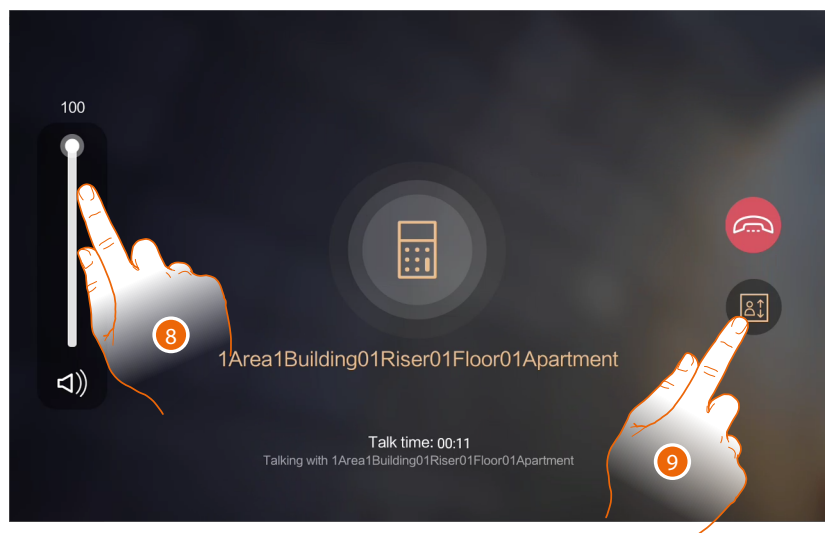 100
8
1Area1Building01Riser01Floor01Apartment
Talk time: 00:11
Talking with 1Area1Building01Riser01Floor01Apartment
9